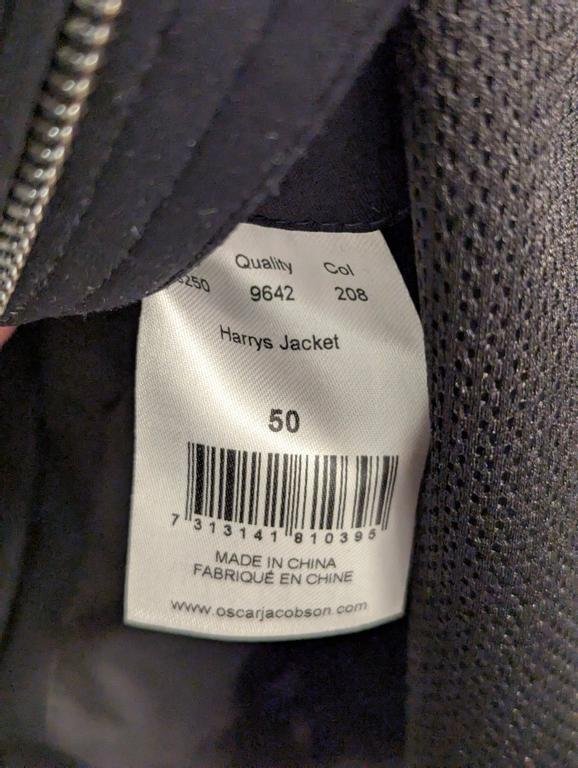 Quality Col
5250 9642 208
Harrys Jacket
50
7 313141 810395
MADE IN CHINA
FABRIQUÉ EN CHINE
www.oscarjacobson.com